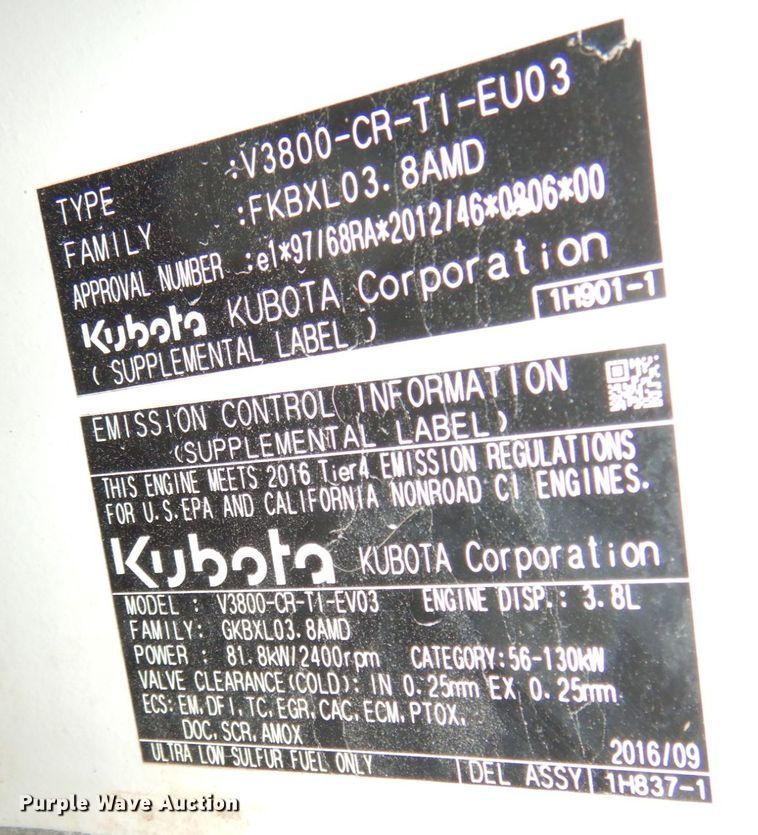 TYPE :V3800-CR-TI-EU03
FAMILY :FKBXL03.8AMD
APPROVAL NUMBER :e1*97/68RA*2012/46*0806*00
Kubota KUBOTA Corporation
(SUPPLEMENTAL LABEL) 1H901-1
EMISSION CONTROL INFORMATION
(SUPPLEMENTAL LABEL)
THIS ENGINE MEETS 2016 Tier4 EMISSION REGULATIONS
FOR U.S.EPA AND CALIFORNIA NONROAD CI ENGINES.
Kubota KUBOTA Corporation
MODEL : V3800-CR-TI-EV03 ENGINE DISP.: 3.8L
FAMILY: GKBXL03.8AMD
POWER : 81.8kW/2400rpm CATEGORY:56-130kW
VALVE CLEARANCE(COLD): IN 0.25mm EX 0.25mm
ECS: EM, DFI, TC, EGR, CAC, ECM, PTOX,
DOC, SCR, AMOX 2016/09
ULTRA LOW SULFUR FUEL ONLY DEL ASSY 1H837-1
Purple Wave Auction